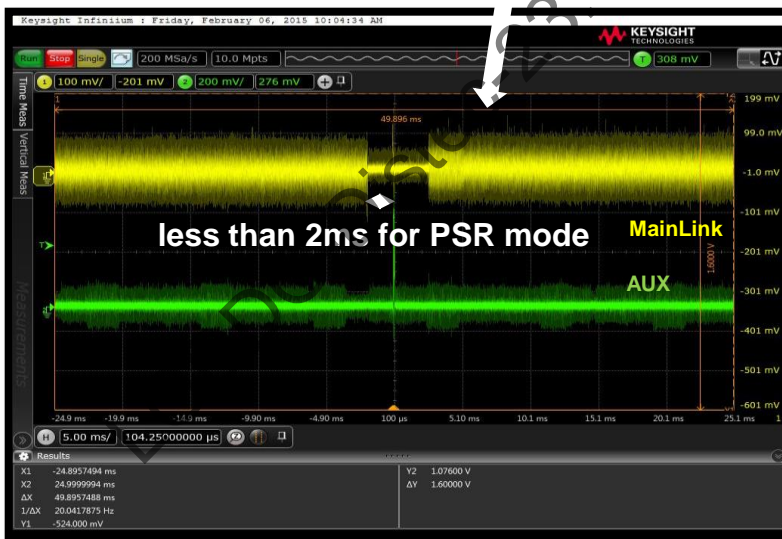 Keysight Infiniium : Friday, February 06, 2015 10:04:34 AM
KEYSIGHT
TECHNOLOGIES
Run Stop Single 200 MSa/s 10.0 Mpts T 308 mV
1 100 mV/ -201 mV 2 200 mV/ 276 mV
Time Meas
Vertical Meas
Measurements
1
49.896 ms
199 mV
99.0 mV
-1.0 mV
-101 mV
less than 2ms for PSR mode
MainLink
-201 mV
1.6000 V
T
AUX
-301 mV
-401 mV
-501 mV
-601 mV
-24.9 ms -19.9 ms -14.9 ms -9.90 ms -4.90 ms 100 µs 5.10 ms 10.1 ms 15.1 ms 20.1 ms 25.1 ms 1
H 5.00 ms/ 104.25000000 µs
Results
X1 -24.8957494 ms Y2 1.07600 V
X2 24.9999994 ms ΔY 1.60000 V
ΔX 49.8957488 ms
1/ΔX 20.0417875 Hz
Y1 -524.000 mV